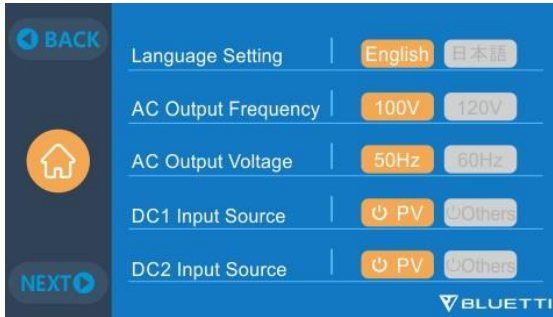 BACK
Language Setting English 日本語
AC Output Frequency 100V 120V
AC Output Voltage 50Hz 60Hz
DC1 Input Source PV Others
DC2 Input Source PV Others
NEXT
BLUETTI